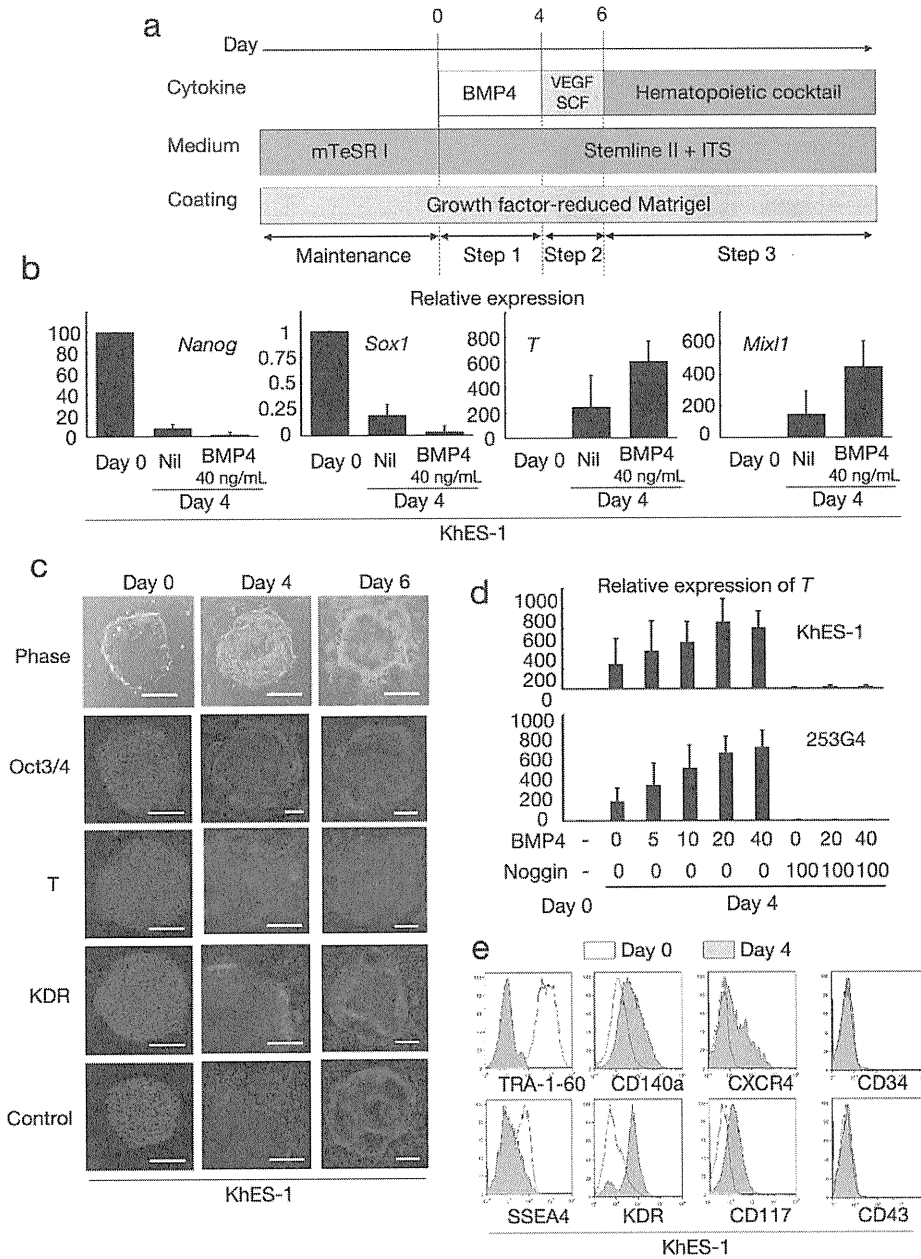 a
0 4 6
Day
Cytokine
BMP4
VEGF
SCF
Hematopoietic cocktail
Medium
mTeSR I
Stemline II + ITS
Coating
Growth factor-reduced Matrigel
Maintenance Step 1 Step 2 Step 3
b
Relative expression
100
80
60
40
20
0
Nanog
Day 0 Nil BMP4
40 ng/mL
Day 4
1
0.75
0.5
0.25
0
Sox1
Day 0 Nil BMP4
40 ng/mL
Day 4
800
600
400
200
0
T
Day 0 Nil BMP4
40 ng/mL
Day 4
600
400
200
0
Mixl1
Day 0 Nil BMP4
40 ng/mL
Day 4
KhES-1
c
Day 0 Day 4 Day 6
Phase
Oct3/4
T
KDR
Control
KhES-1
d
Relative expression of T
1000
800
600
400
200
0
KhES-1
1000
800
600
400
200
0
253G4
BMP4 - 0 5 10 20 40 0 20 40
Noggin - 0 0 0 0 0 100 100 100
Day 0 Day 4
e
Day 0 Day 4
TRA-1-60 CD140a CXCR4 CD34
SSEA4 KDR CD117 CD43
KhES-1